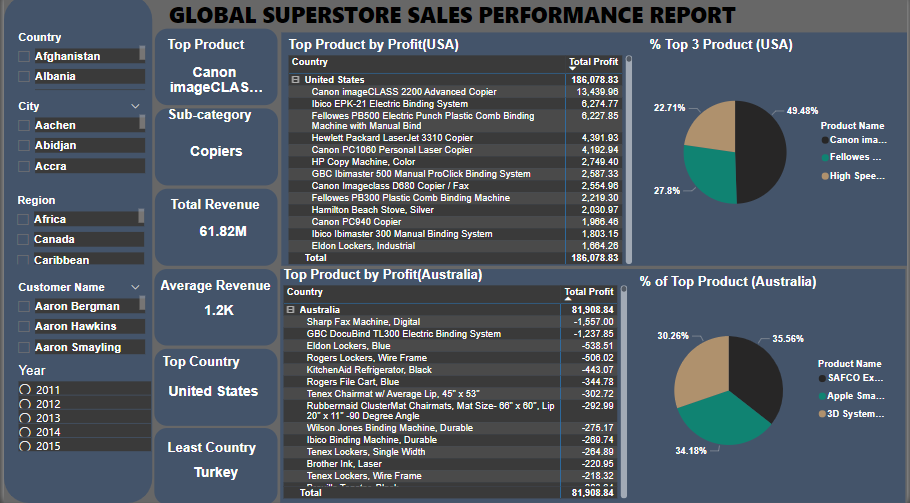 GLOBAL SUPERSTORE SALES PERFORMANCE REPORT
Country
Afghanistan
Albania
City
Aachen
Abidjan
Accra
Region
Africa
Canada
Caribbean
Customer Name
Aaron Bergman
Aaron Hawkins
Aaron Smayling
Year
2011
2012
2013
2014
2015
Top Product
Canon
imageCLAS...
Sub-category
Copiers
Total Revenue
61.82M
Average Revenue
1.2K
Top Country
United States
Least Country
Turkey
Top Product by Profit(USA)
Country Total Profit
United States 186,078.83
Canon imageCLASS 2200 Advanced Copier 13,439.96
Ibico EPK-21 Electric Binding System 6,274.77
Fellowes PB500 Electric Punch Plastic Comb Binding 6,227.85
Machine with Manual Bind
Hewlett Packard LaserJet 3310 Copier 4,391.93
Canon PC1060 Personal Laser Copier 4,192.94
HP Copy Machine, Color 2,749.40
GBC Ibimaster 500 Manual ProClick Binding System 2,587.33
Canon Imageclass D680 Copier / Fax 2,554.96
Fellowes PB300 Plastic Comb Binding Machine 2,219.30
Hamilton Beach Stove, Silver 2,030.97
Canon PC940 Copier 1,966.46
Ibico Ibimaster 300 Manual Binding System 1,803.15
Eldon Lockers, Industrial 1,664.26
Total 186,078.83
% Top 3 Product (USA)
22.71%
49.48%
27.8%
Product Name
Canon ima...
Fellowes ...
High Spee...
Top Product by Profit(Australia)
Country Total Profit
Australia 81,908.84
Sharp Fax Machine, Digital -1,557.00
GBC DocuBind TL300 Electric Binding System -1,237.85
Eldon Lockers, Blue -538.51
Rogers Lockers, Wire Frame -506.02
KitchenAid Refrigerator, Black -443.07
Rogers File Cart, Blue -344.78
Tenex Chairmat w/ Average Lip, 45" x 53" -302.72
Rubbermaid ClusterMat Chairmats, Mat Size- 66" x 60", Lip -292.99
20" x 11" -90 Degree Angle
Wilson Jones Binding Machine, Durable -275.17
Ibico Binding Machine, Durable -269.74
Tenex Lockers, Single Width -264.89
Brother Ink, Laser -220.95
Tenex Lockers, Wire Frame -218.32
Total 81,908.84
% of Top Product (Australia)
30.26%
35.56%
34.18%
Product Name
SAFCO Ex...
Apple Sma...
3D System...